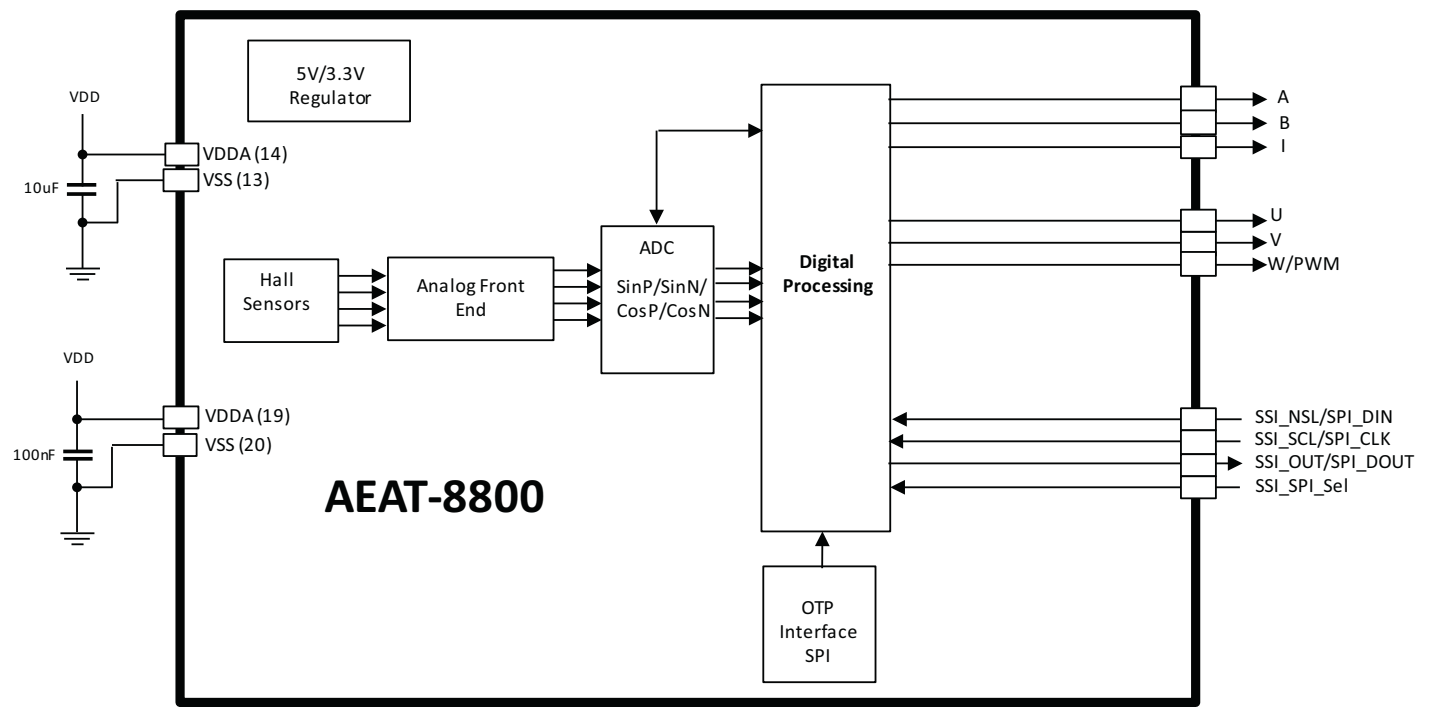 5V/3.3V
Regulator
VDD
VDDA (14)
10uF
VSS (13)
Hall
Sensors
Analog Front
End
ADC
SinP/SinN/
CosP/CosN
Digital
Processing
A
B
I
U
V
W/PWM
VDD
VDDA (19)
100nF
VSS (20)
AEAT-8800
SSI_NSL/SPI_DIN
SSI_SCL/SPI_CLK
SSI_OUT/SPI_DOUT
SSI_SPI_Sel
OTP
Interface
SPI